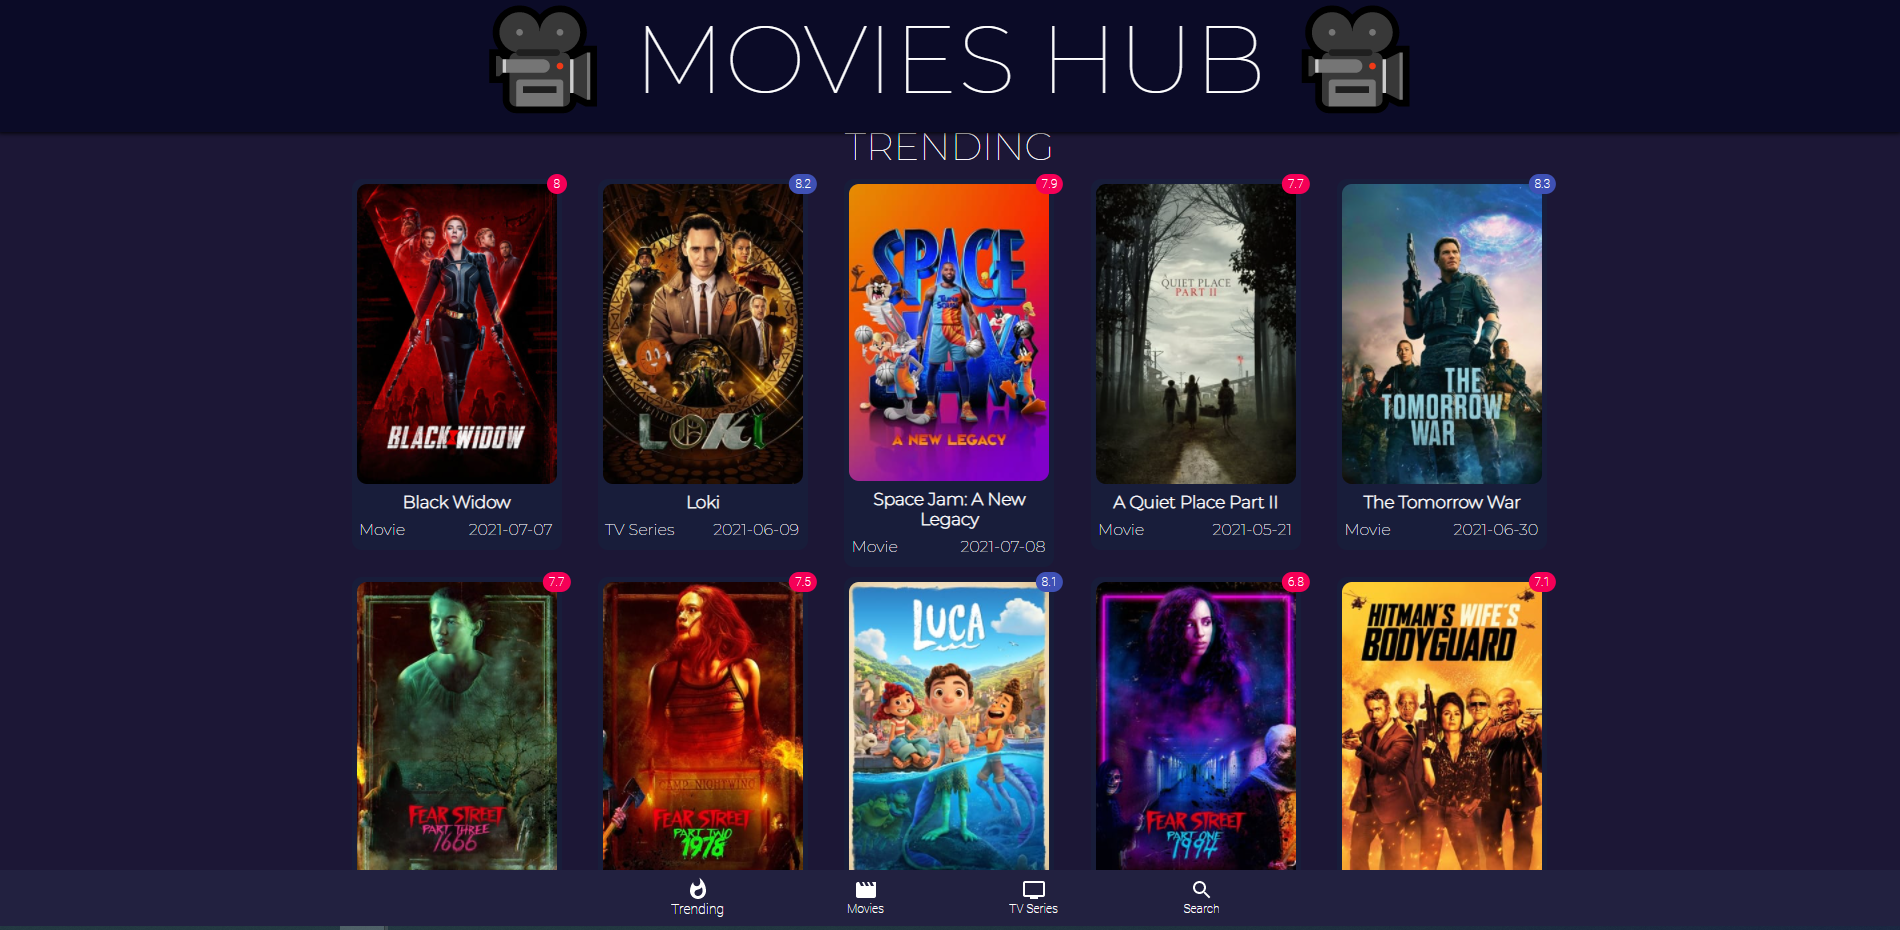 MOVIES HUB
TRENDING
8
8.2
7.9
7.7
8.3
BLACK WIDOW
LOKI
SPACE
JAM
A NEW LEGACY
A QUIET PLACE
PART II
THE
TOMORROW
WAR
Black Widow
Movie 2021-07-07
Loki
TV Series 2021-06-09
Space Jam: A New
Legacy
Movie 2021-07-08
A Quiet Place Part II
Movie 2021-05-21
The Tomorrow War
Movie 2021-06-30
7.7
7.5
8.1
6.8
7.1
FEAR STREET
PART THREE
1666
CAMP NIGHTWING
FEAR STREET
PART TWO
1978
LUCA
FEAR STREET
PART ONE
1994
HITMAN'S WIFE'S
BODYGUARD
Trending
Movies
TV Series
Search